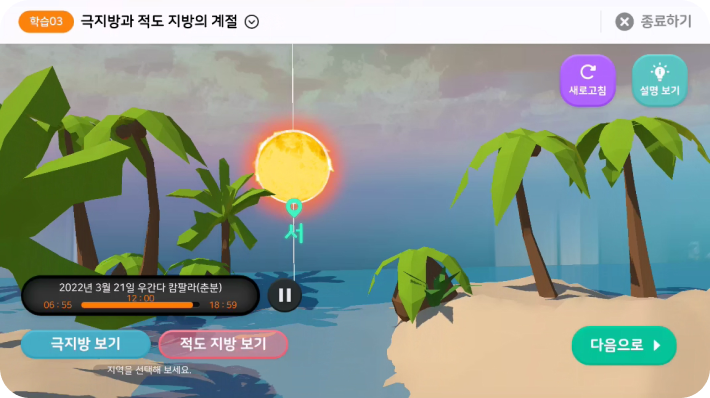 학습03 극지방과 적도 지방의 계절
종료하기
새로고침
설명 보기
서
2022년 3월 21일 우간다 캄팔라(춘분)
12 : 00
06 : 55 18 : 59
극지방 보기
적도 지방 보기
지역을 선택해 보세요.
다음으로